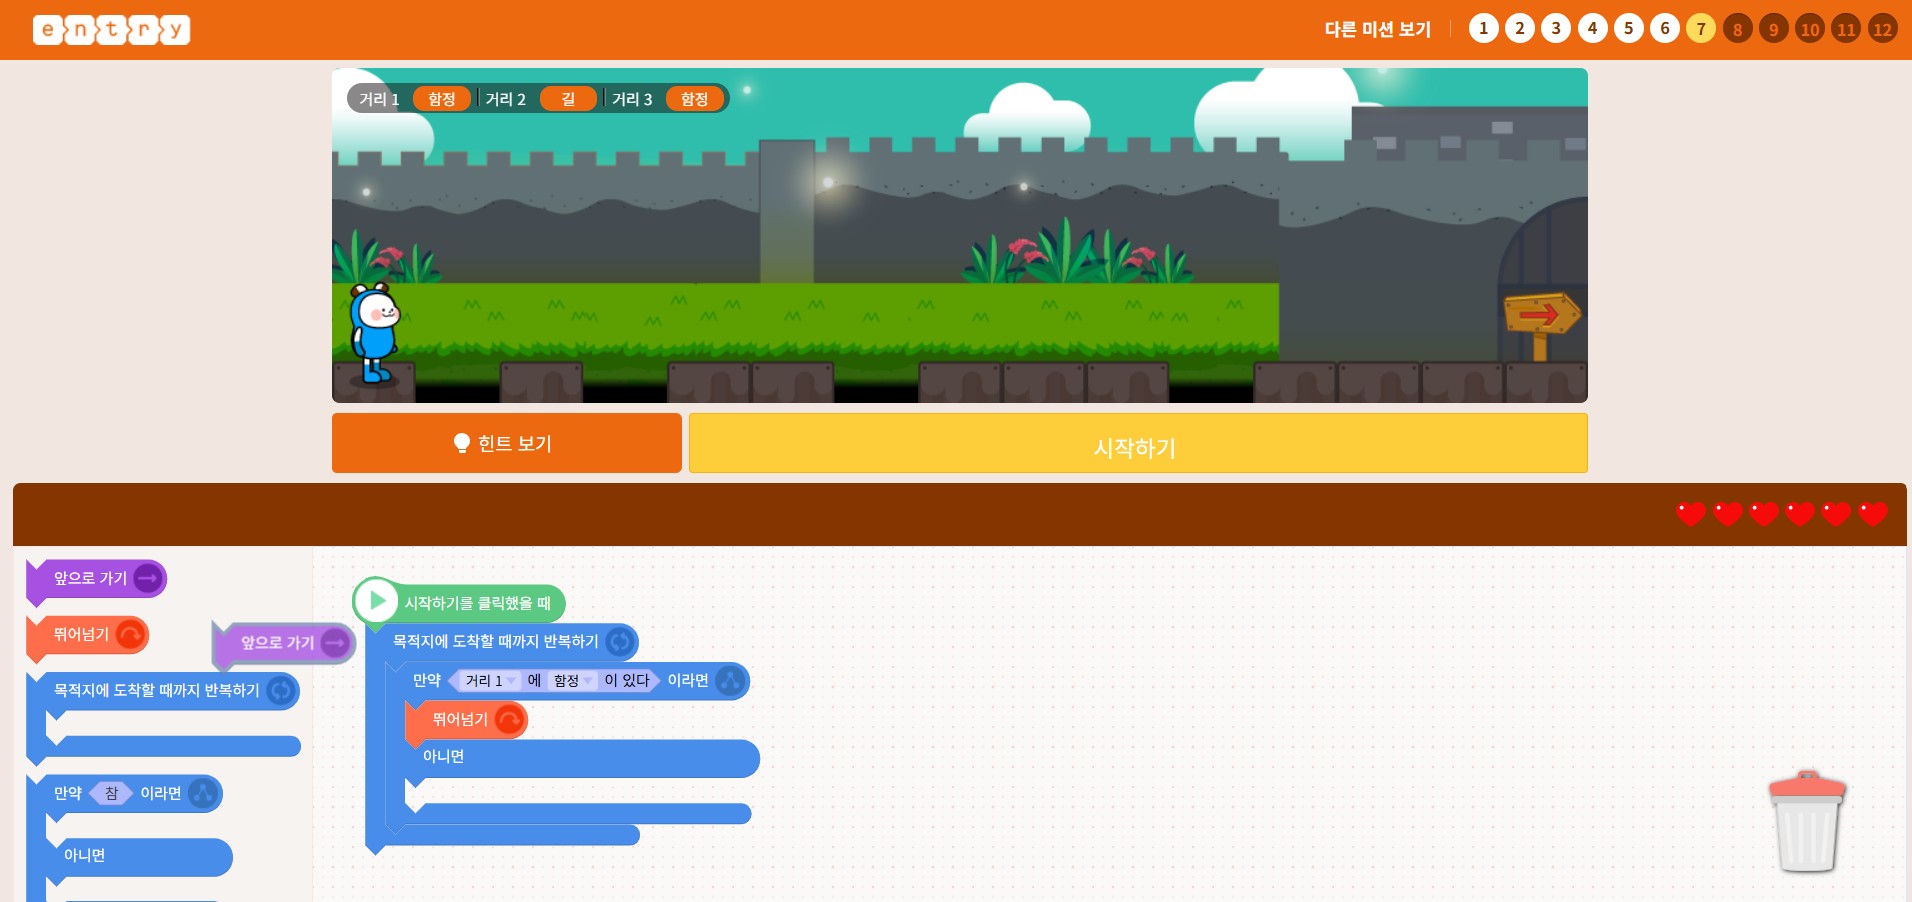 entry
다른 미션 보기 1 2 3 4 5 6 7 8 9 10 11 12
거리 1 함정 거리 2 길 거리 3 함정
힌트 보기 시작하기
앞으로 가기
뛰어넘기
앞으로 가기
목적지에 도착할 때까지 반복하기
만약 참 이라면
아니면
시작하기를 클릭했을 때
목적지에 도착할 때까지 반복하기
만약 거리 1 에 함정 이 있다 이라면
뛰어넘기
아니면